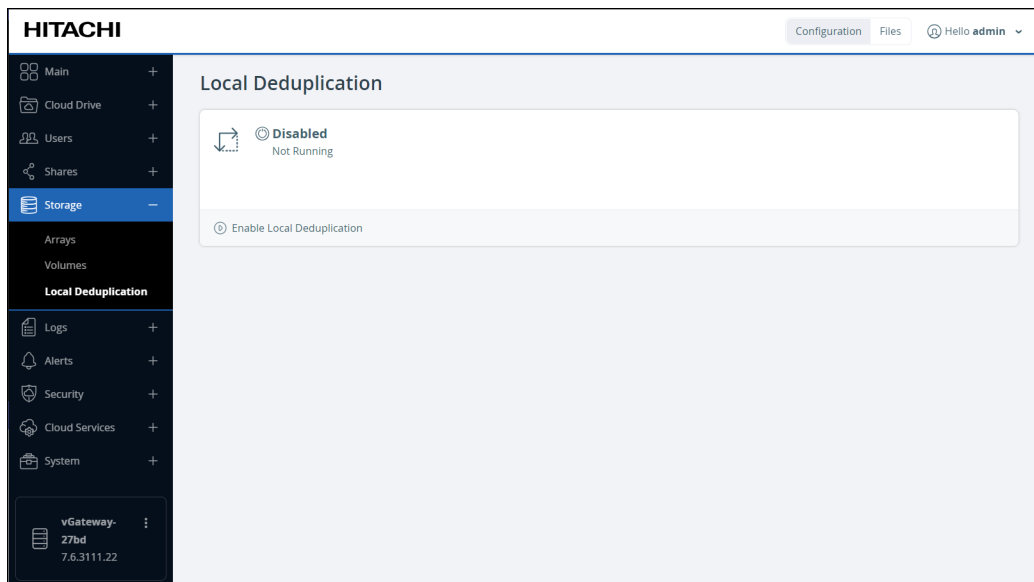 HITACHI
Configuration
Files
Hello admin
Main
Cloud Drive
Users
Shares
Storage
Arrays
Volumes
Local Deduplication
Logs
Alerts
Security
Cloud Services
System
vGateway-
27bd
7.6.3111.22
Local Deduplication
Disabled
Not Running
Enable Local Deduplication